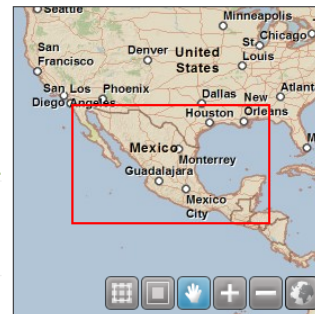 Seattle
Minneapolis
San
Francisco
Denver
United
States
St.
Louis
Chicago
San
Diego
Los
Angeles
Phoenix
Dallas
Atlant
Houston
New
Orleans
Mexico
Monterrey
Guadalajara
Mexico
City